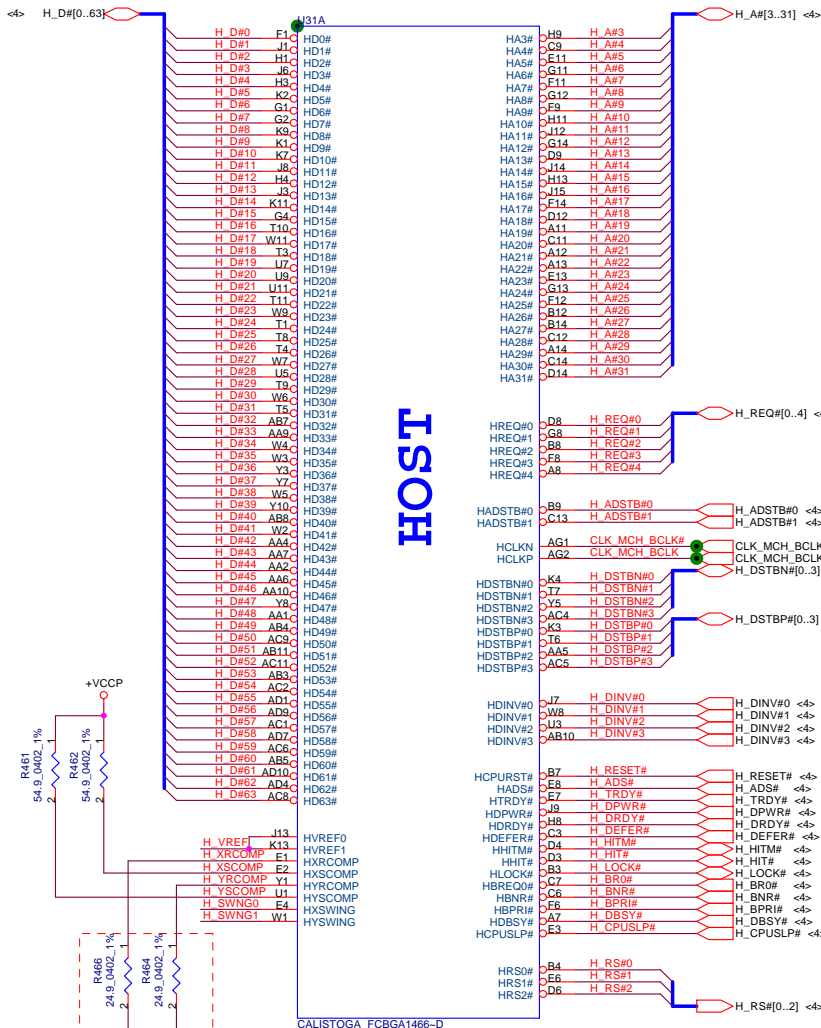 <4> H_D#[0..63] U31A H_A#[3..31] <4>
H_D#0 F1 HD0# HA3# H9 H_A#3
H_D#1 J1 HD1# HA4# C9 H_A#4
H_D#2 H1 HD2# HA5# E11 H_A#5
H_D#3 J6 HD3# HA6# G11 H_A#6
H_D#4 H3 HD4# HA7# F11 H_A#7
H_D#5 K2 HD5# HA8# G12 H_A#8
H_D#6 G1 HD6# HA9# F9 H_A#9
H_D#7 G2 HD7# HA10# H11 H_A#10
H_D#8 K9 HD8# HA11# J12 H_A#11
H_D#9 K1 HD9# HA12# G14 H_A#12
H_D#10 K7 HD10# HA13# D9 H_A#13
H_D#11 J8 HD11# HA14# J14 H_A#14
H_D#12 H4 HD12# HA15# H13 H_A#15
H_D#13 J3 HD13# HA16# J15 H_A#16
H_D#14 K11 HD14# HA17# F14 H_A#17
H_D#15 G4 HD15# HA18# D12 H_A#18
H_D#16 T10 HD16# HA19# A11 H_A#19
H_D#17 W11 HD17# HA20# C11 H_A#20
H_D#18 T3 HD18# HA21# A12 H_A#21
H_D#19 U7 HD19# HA22# A13 H_A#22
H_D#20 U9 HD20# HA23# E13 H_A#23
H_D#21 U11 HD21# HA24# G13 H_A#24
H_D#22 T11 HD22# HA25# F12 H_A#25
H_D#23 W9 HD23# HA26# B12 H_A#26
H_D#24 T1 HD24# HA27# B14 H_A#27
H_D#25 T8 HD25# HA28# C12 H_A#28
H_D#26 T4 HD26# HA29# A14 H_A#29
H_D#27 W7 HD27# HA30# C14 H_A#30
H_D#28 U5 HD28# HA31# D14 H_A#31
H_D#29 T9 HD29#
H_D#30 W6 HD30#
H_D#31 T5 HD31#
H_D#32 AB7 HD32# HREQ#0 D8 H_REQ#0 H_REQ#[0..4] <4
H_D#33 AA9 HD33# HREQ#1 G8 H_REQ#1
H_D#34 W4 HD34# HREQ#2 B8 H_REQ#2
H_D#35 W3 HD35# HREQ#3 F8 H_REQ#3
H_D#36 Y3 HD36# HREQ#4 A8 H_REQ#4
H_D#37 Y7 HD37#
H_D#38 W5 HD38#
H_D#39 Y10 HD39# HADSTB#0 B9 H_ADSTB#0 H_ADSTB#0 <4>
H_D#40 AB8 HD40# HADSTB#1 C13 H_ADSTB#1 H_ADSTB#1 <4>
H_D#41 W2 HD41#
HOST
H_D#42 AA4 HD42# HCLKN AG1 CLK_MCH_BCLK# CLK_MCH_BCLK
H_D#43 AA7 HD43# HCLKP AG2 CLK_MCH_BCLK CLK_MCH_BCLK
H_D#44 AA2 HD44# H_DSTBN#[0..3]
H_D#45 AA6 HD45# HDSTBN#0 K4 H_DSTBN#0
H_D#46 AA10 HD46# HDSTBN#1 T7 H_DSTBN#1
H_D#47 Y8 HD47# HDSTBN#2 Y5 H_DSTBN#2
H_D#48 AA1 HD48# HDSTBN#3 AC4 H_DSTBN#3
H_D#49 AB4 HD49# HDSTBP#0 K3 H_DSTBP#0 H_DSTBP#[0..3]
H_D#50 AC9 HD50# HDSTBP#1 T6 H_DSTBP#1
H_D#51 AB11 HD51# HDSTBP#2 AA5 H_DSTBP#2
H_D#52 AC11 HD52# HDSTBP#3 AC5 H_DSTBP#3
H_D#53 AB3 HD53#
H_D#54 AC2 HD54#
H_D#55 AD1 HD55# HDINV#0 J7 H_DINV#0 H_DINV#0 <4>
H_D#56 AD9 HD56# HDINV#1 W8 H_DINV#1 H_DINV#1 <4>
H_D#57 AC1 HD57# HDINV#2 U3 H_DINV#2 H_DINV#2 <4>
H_D#58 AD7 HD58# HDINV#3 AB10 H_DINV#3 H_DINV#3 <4>
H_D#59 AC6 HD59#
H_D#60 AB5 HD60#
H_D#61 AD10 HD61# HCPURST# B7 H_RESET# H_RESET# <4>
H_D#62 AD4 HD62# HADS# E8 H_ADS# H_ADS# <4>
H_D#63 AC8 HD63# HTRDY# E7 H_TRDY# H_TRDY# <4>
HDPWR# J9 H_DPWR# H_DPWR# <4>
HDRDY# H8 H_DRDY# H_DRDY# <4>
H_VREF J13 HVREF0 HDEFER# C3 H_DEFER# H_DEFER# <4>
K13 HVREF1 HHITM# D4 H_HITM# H_HITM# <4>
H_XRCOMP E1 HXRCOMP HHIT# D3 H_HIT# H_HIT# <4>
H_XSCOMP E2 HXSCOMP HLOCK# B3 H_LOCK# H_LOCK# <4>
H_YRCOMP Y1 HYRCOMP HBREQ0# C7 H_BR0# H_BR0# <4>
H_YSCOMP U1 HYSCOMP HBNR# C6 H_BNR# H_BNR# <4>
H_SWNG0 E4 HXSWING HBPRI# F6 H_BPRI# H_BPRI# <4>
H_SWNG1 W1 HYSWING HDBSY# A7 H_DBSY# H_DBSY# <4>
HCPUSLP# E3 H_CPUSLP# H_CPUSLP# <4
HRS0# B4 H_RS#0
HRS1# E6 H_RS#1
HRS2# D6 H_RS#2 H_RS#[0..2] <4>
CALISTOGA_FCBGA1466~D
+VCCP
R461 54.9_0402_1% 1 2
R462 54.9_0402_1% 1 2
R466 24.9_0402_1% 1 2
R464 24.9_0402_1% 1 2